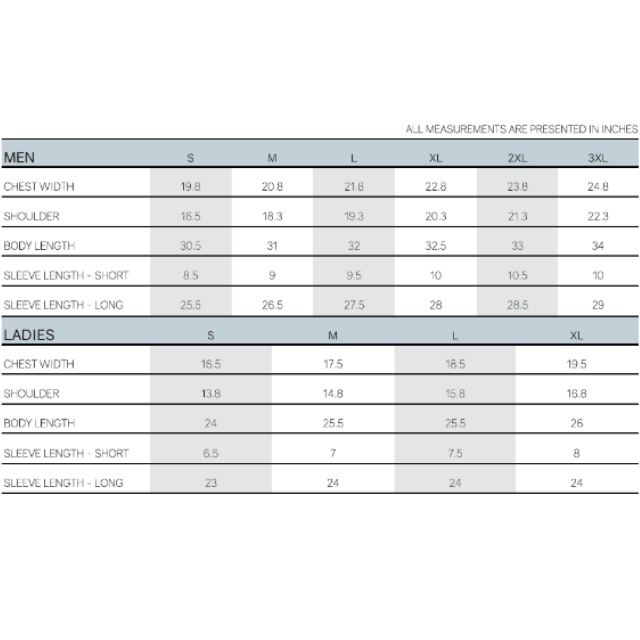 ALL MEASUREMENTS ARE PRESENTED IN INCHES
MEN S M L XL 2XL 3XL
CHEST WIDTH 19.8 20.8 21.8 22.8 23.8 24.8
SHOULDER 16.5 18.3 19.3 20.3 21.3 22.3
BODY LENGTH 30.5 31 32 32.5 33 34
SLEEVE LENGTH - SHORT 8.5 9 9.5 10 10.5 10
SLEEVE LENGTH - LONG 25.5 26.5 27.5 28 28.5 29
LADIES S M L XL
CHEST WIDTH 16.5 17.5 18.5 19.5
SHOULDER 13.8 14.8 15.8 16.8
BODY LENGTH 24 25.5 25.5 26
SLEEVE LENGTH - SHORT 6.5 7 7.5 8
SLEEVE LENGTH - LONG 23 24 24 24